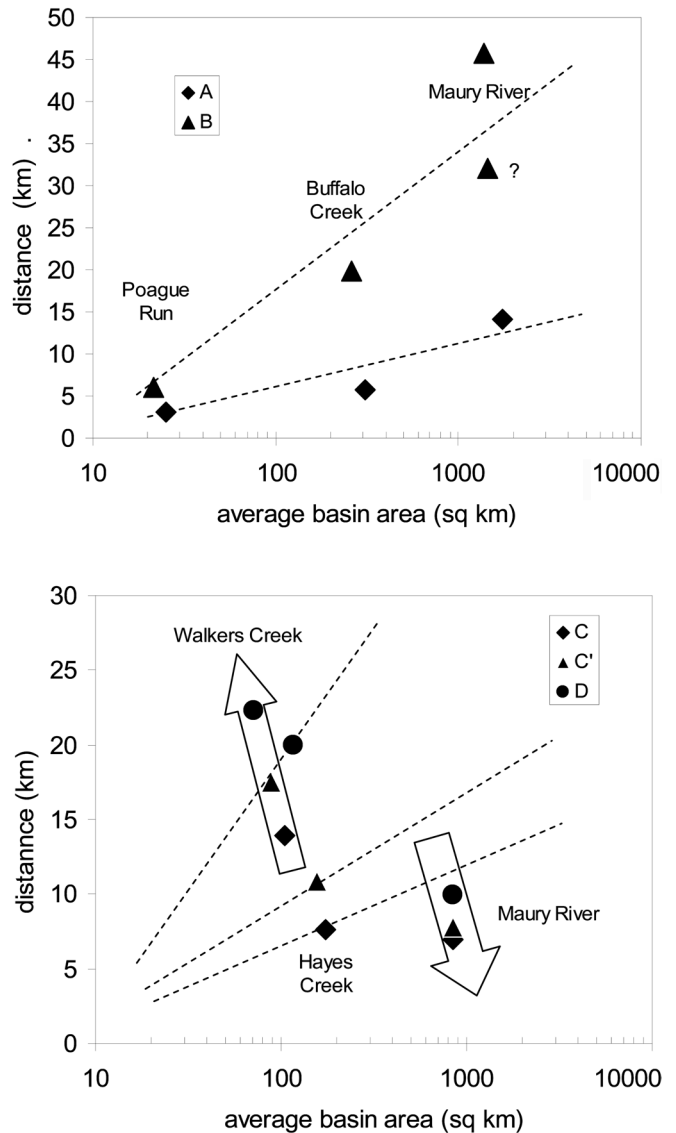 50
45
40
35
30
25
20
15
10
5
0
distance (km) .
A
B
Maury River
?
Buffalo
Creek
Poague
Run
10
100
1000
10000
average basin area (sq km)
30
25
20
15
10
5
0
distannce (km)
Walkers Creek
C
C'
D
Maury River
Hayes
Creek
10
100
1000
10000
average basin area (sq km)